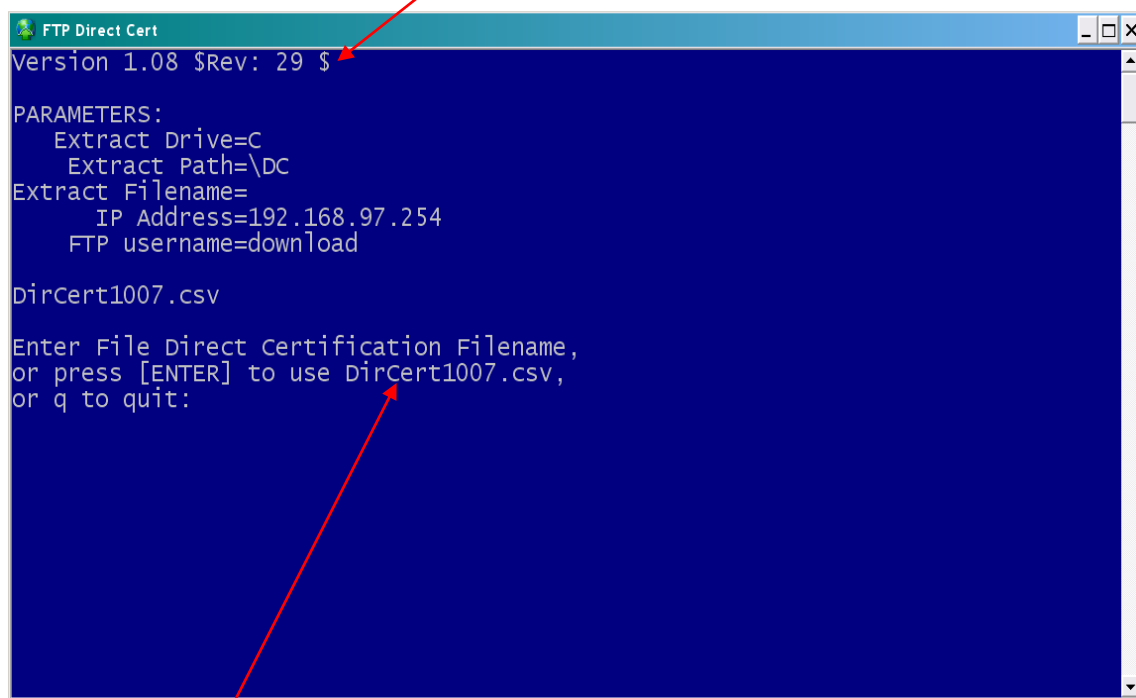 FTP Direct Cert
Version 1.08 $Rev: 29 $
PARAMETERS:
Extract Drive=C
Extract Path=\DC
Extract Filename=
IP Address=192.168.97.254
FTP username=download
DirCert1007.csv
Enter File Direct Certification Filename,
or press [ENTER] to use DirCert1007.csv,
or q to quit: